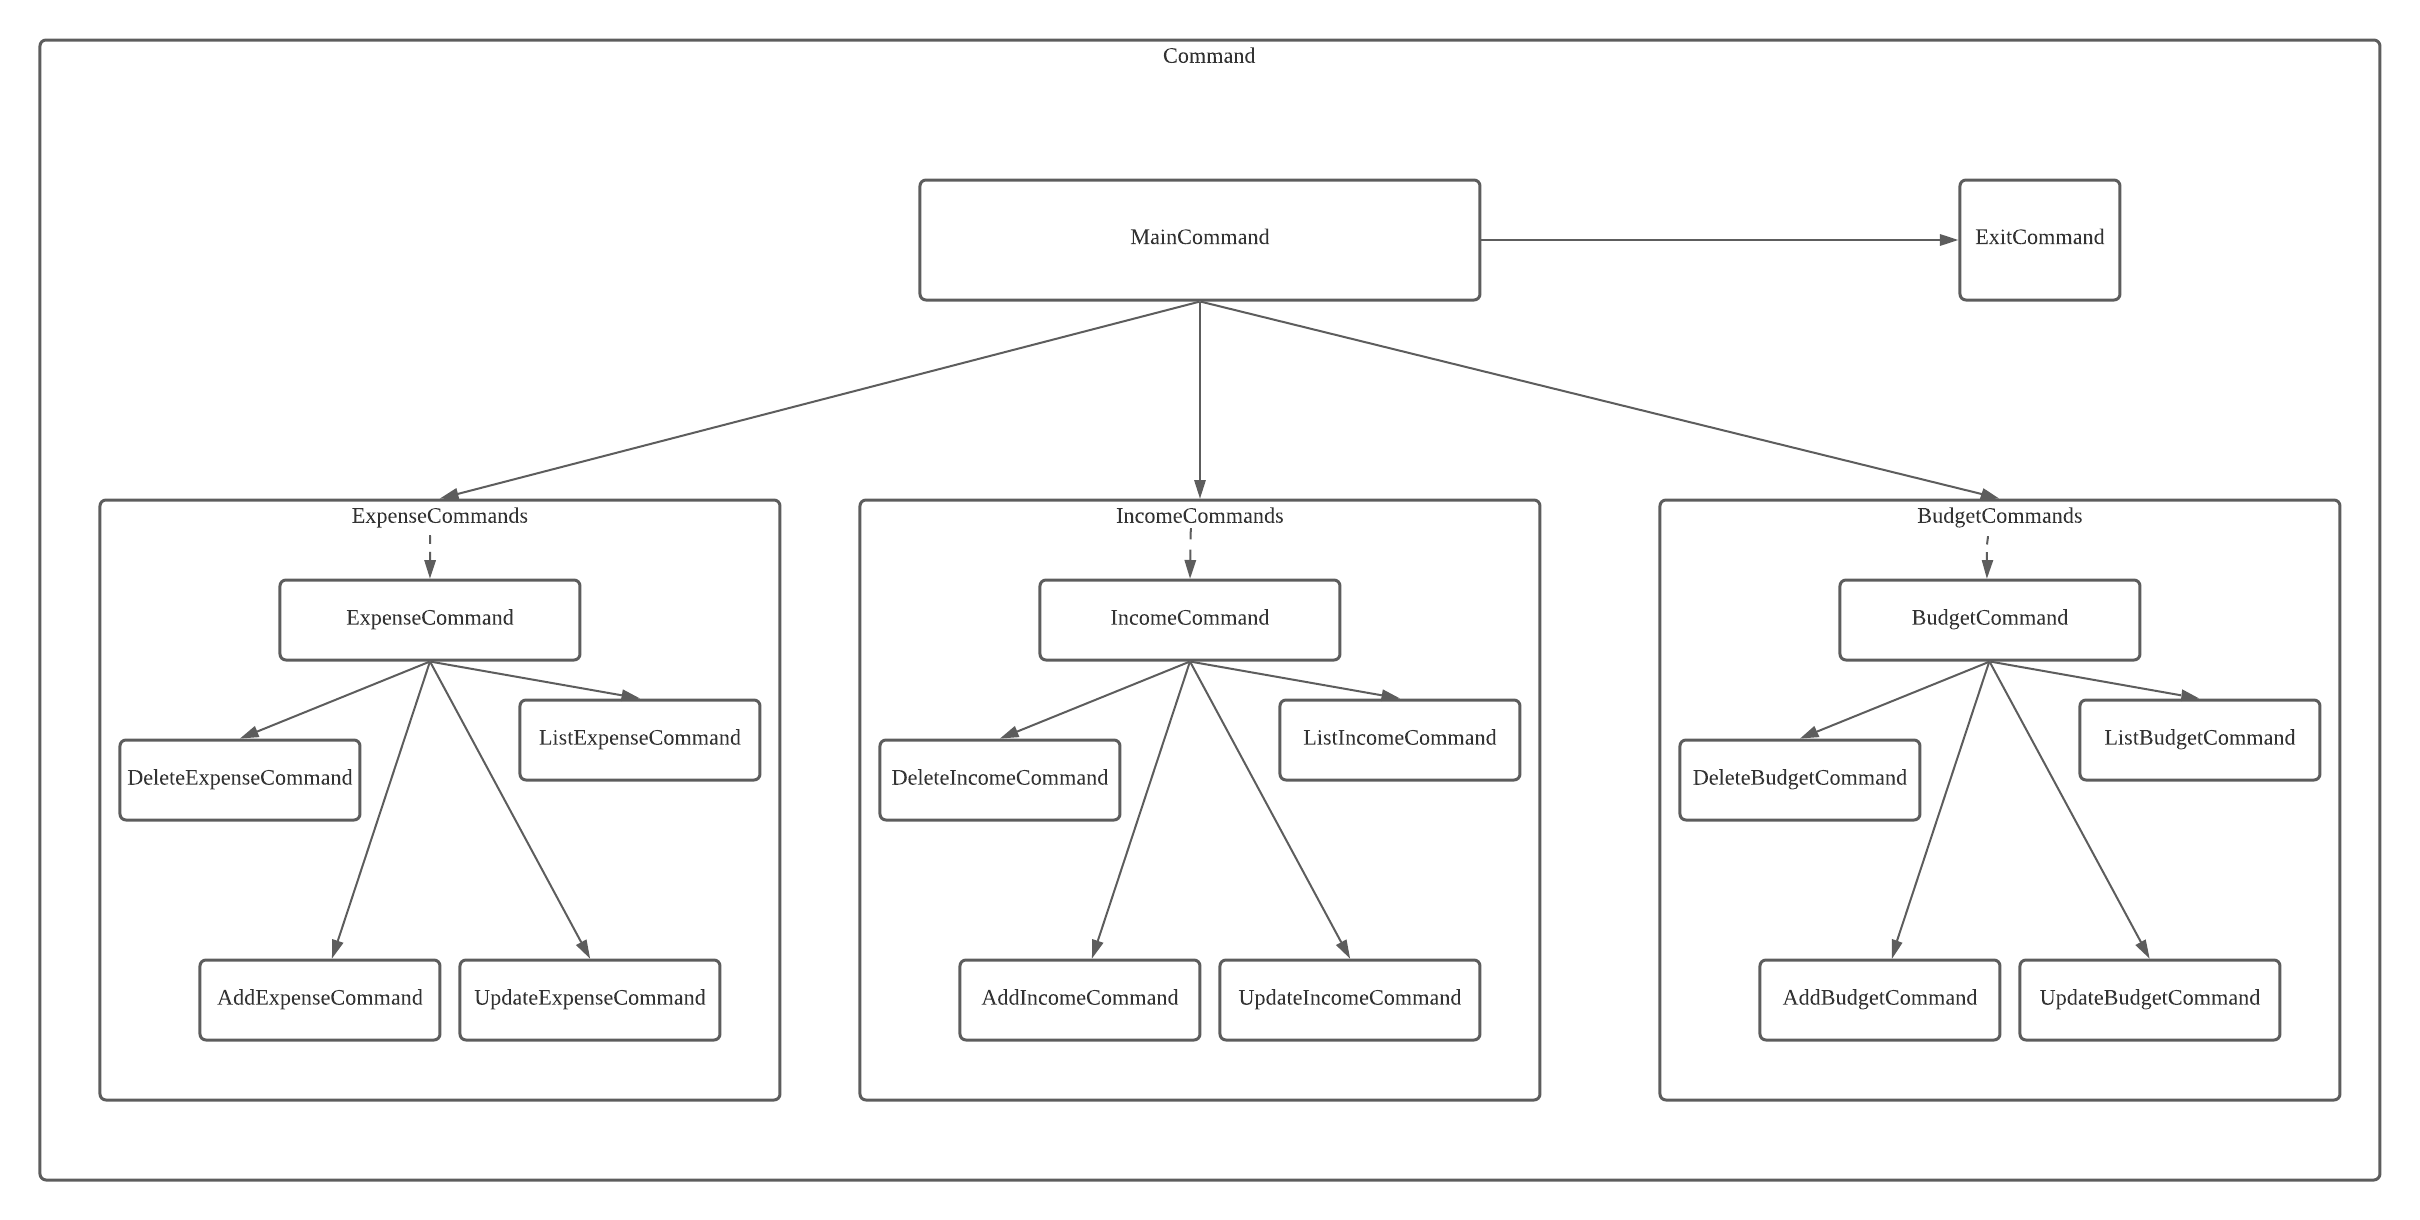 Command
MainCommand
ExitCommand
ExpenseCommands
IncomeCommands
BudgetCommands
ExpenseCommand
IncomeCommand
BudgetCommand
ListExpenseCommand
ListIncomeCommand
ListBudgetCommand
DeleteExpenseCommand
DeleteIncomeCommand
DeleteBudgetCommand
AddExpenseCommand
UpdateExpenseCommand
AddIncomeCommand
UpdateIncomeCommand
AddBudgetCommand
UpdateBudgetCommand